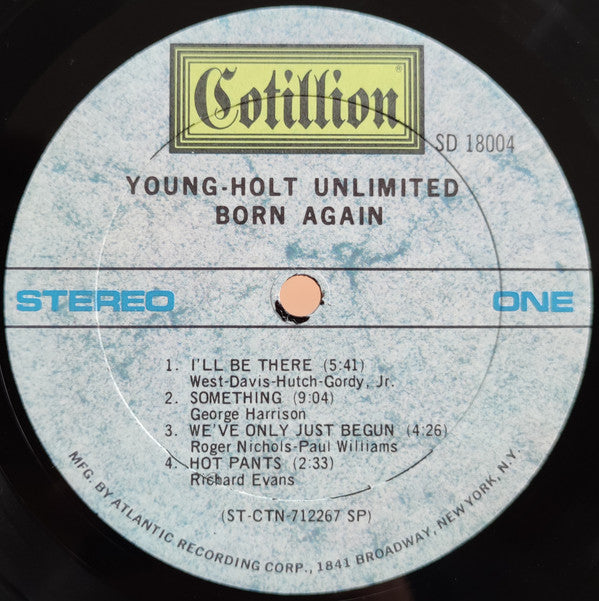 Cotillion®
SD 18004
YOUNG-HOLT UNLIMITED
BORN AGAIN
STEREO
ONE
1. I'LL BE THERE (5:41)
West-Davis-Hutch-Gordy, Jr.
2. SOMETHING (9:04)
George Harrison
3. WE'VE ONLY JUST BEGUN (4:26)
Roger Nichols-Paul Williams
4. HOT PANTS (2:33)
Richard Evans
(ST-CTN-712267 SP)
MFG. BY ATLANTIC RECORDING CORP., 1841 BROADWAY, NEW YORK, N.Y.